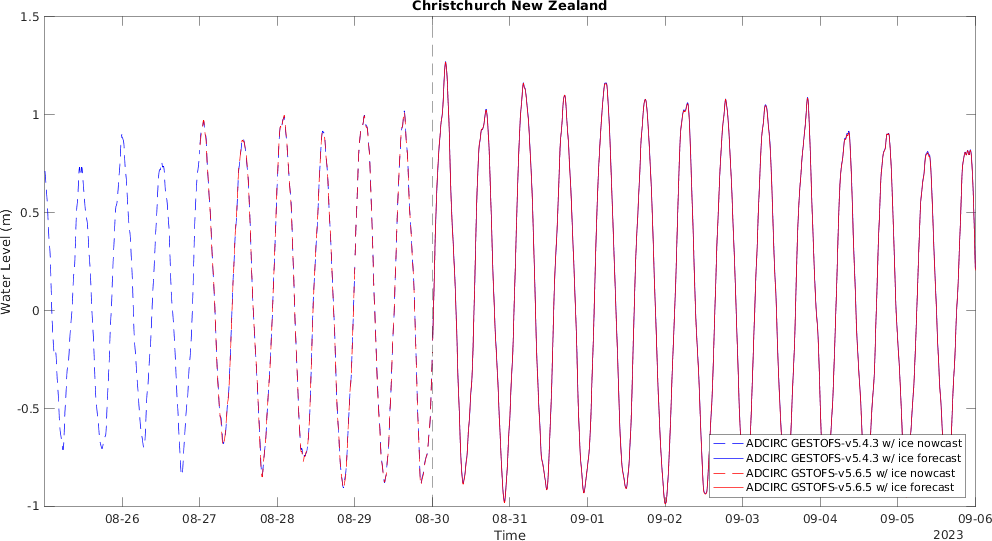 Christchurch New Zealand
1.5
1
0.5
0
-0.5
-1
Water Level (m)
08-26 08-27 08-28 08-29 08-30 08-31 09-01 09-02 09-03 09-04 09-05 09-06
Time
2023
ADCIRC GESTOFS-v5.4.3 w/ ice nowcast
ADCIRC GESTOFS-v5.4.3 w/ ice forecast
ADCIRC GSTOFS-v5.6.5 w/ ice nowcast
ADCIRC GSTOFS-v5.6.5 w/ ice forecast